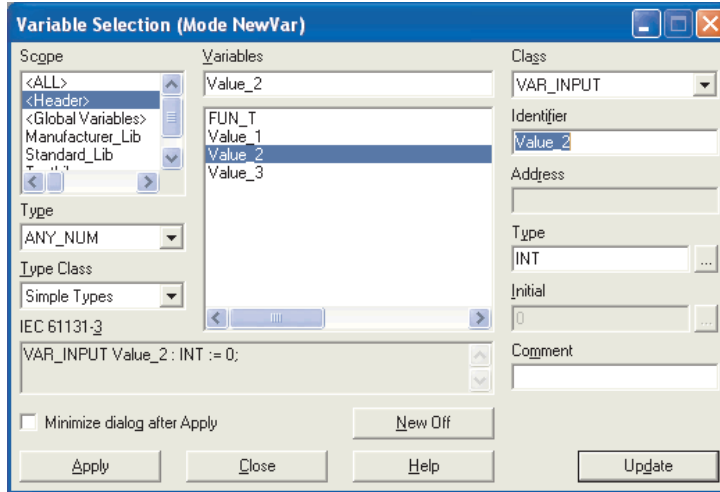 Variable Selection (Mode NewVar)
Scope
<ALL>
<Header>
<Global Variables>
Manufacturer_Lib
Standard_Lib
Type
ANY_NUM
Type Class
Simple Types
IEC 61131-3
VAR_INPUT Value_2 : INT := 0;
Variables
Value_2
FUN_T
Value_1
Value_2
Value_3
Class
VAR_INPUT
Identifier
Value_2
Address
Type
INT
...
Initial
0
...
Comment
Minimize dialog after Apply
New Off
Apply
Close
Help
Update